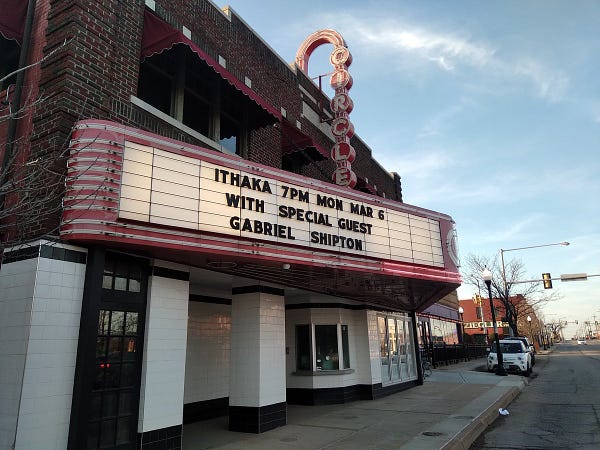 CIRCLE
ITHAKA 7PM MON MAR 6
WITH SPECIAL GUEST
GABRIEL SHIPTON
ZIEGLER